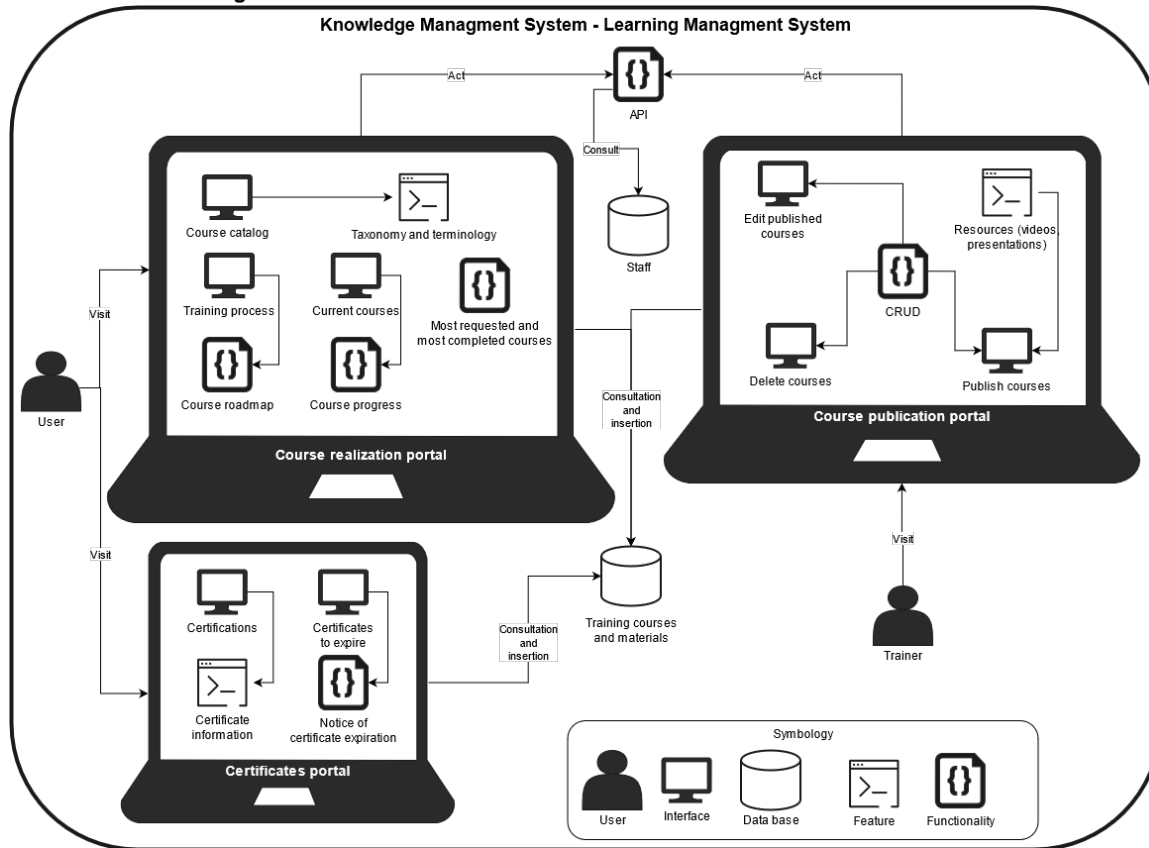 Knowledge Managment System - Learning Managment System
Act
Act
API
Consult
Staff
Course catalog
Taxonomy and terminology
Training process
Current courses
Most requested and
most completed courses
Course roadmap
Course progress
Course realization portal
Edit published
courses
Resources (videos,
presentations)
CRUD
Delete courses
Publish courses
Course publication portal
Visit
User
Visit
Consultation
and
insertion
Visit
Trainer
Training courses
and materials
Certifications
Certificates
to expire
Certificate
information
Notice of
certificate expiration
Certificates portal
Consultation
and
insertion
Symbology
User
Interface
Data base
Feature
Functionality